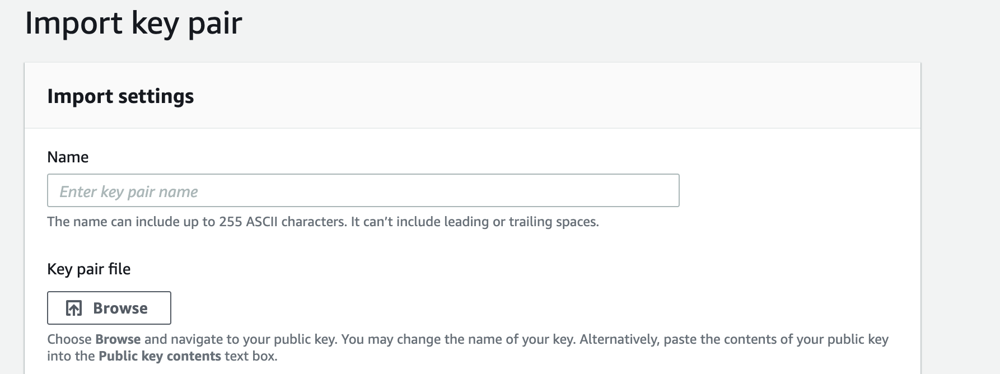 Import key pair
Import settings
Name
Enter key pair name
The name can include up to 255 ASCII characters. It can’t include leading or trailing spaces.
Key pair file
Browse
Choose Browse and navigate to your public key. You may change the name of your key. Alternatively, paste the contents of your public key
into the Public key contents text box.